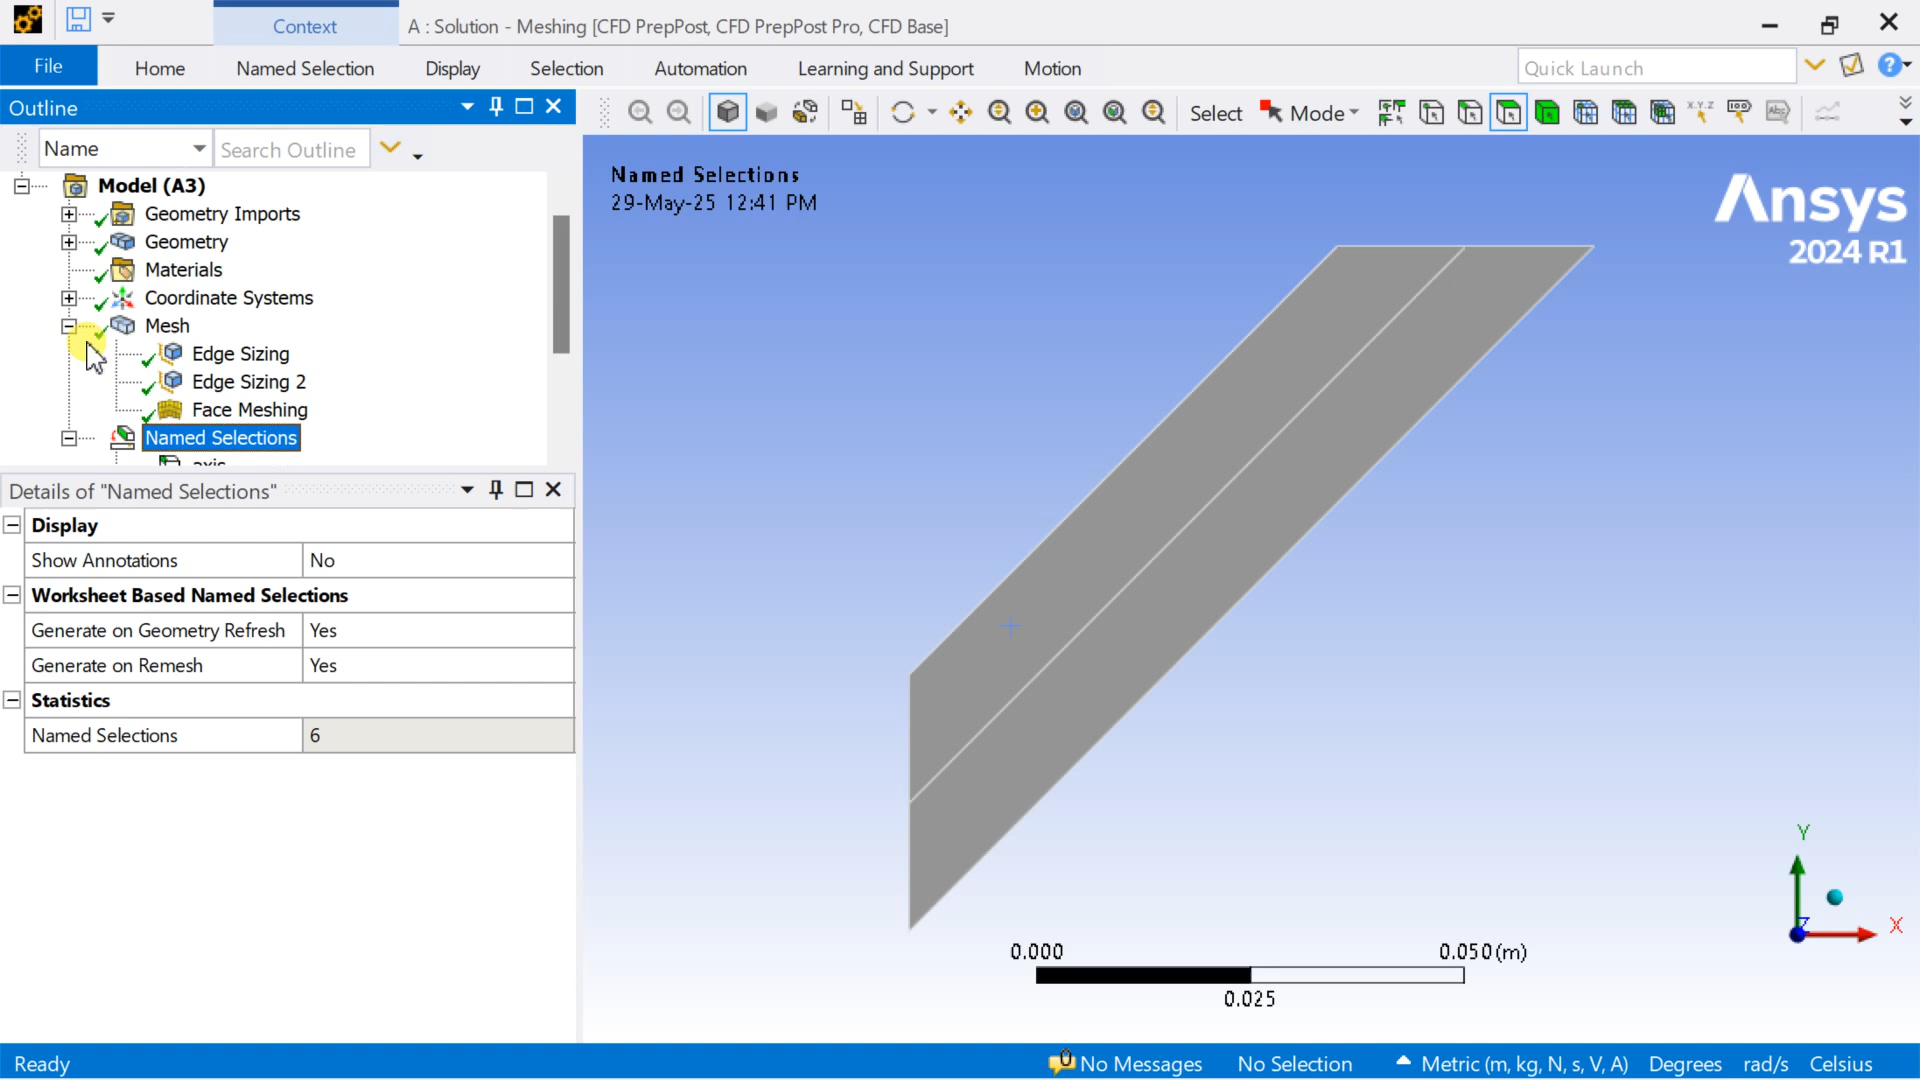 Context
A : Solution - Meshing [CFD PrepPost, CFD PrepPost Pro, CFD Base]
File
Home
Named Selection
Display
Selection
Automation
Learning and Support
Motion
Quick Launch
Outline
Name
Search Outline
Select
Mode
X.Y.Z
Model (A3)
Geometry Imports
Geometry
Materials
Coordinate Systems
Mesh
Edge Sizing
Edge Sizing 2
Face Meshing
Named Selections
axis
Details of "Named Selections"
Display
Show Annotations No
Worksheet Based Named Selections
Generate on Geometry Refresh Yes
Generate on Remesh Yes
Statistics
Named Selections 6
Named Selections
29-May-25 12:41 PM
Ansys
2024 R1
0.000
0.050(m)
0.025
Y
Z
X
Ready
0 No Messages
No Selection
Metric (m, kg, N, s, V, A)
Degrees
rad/s
Celsius